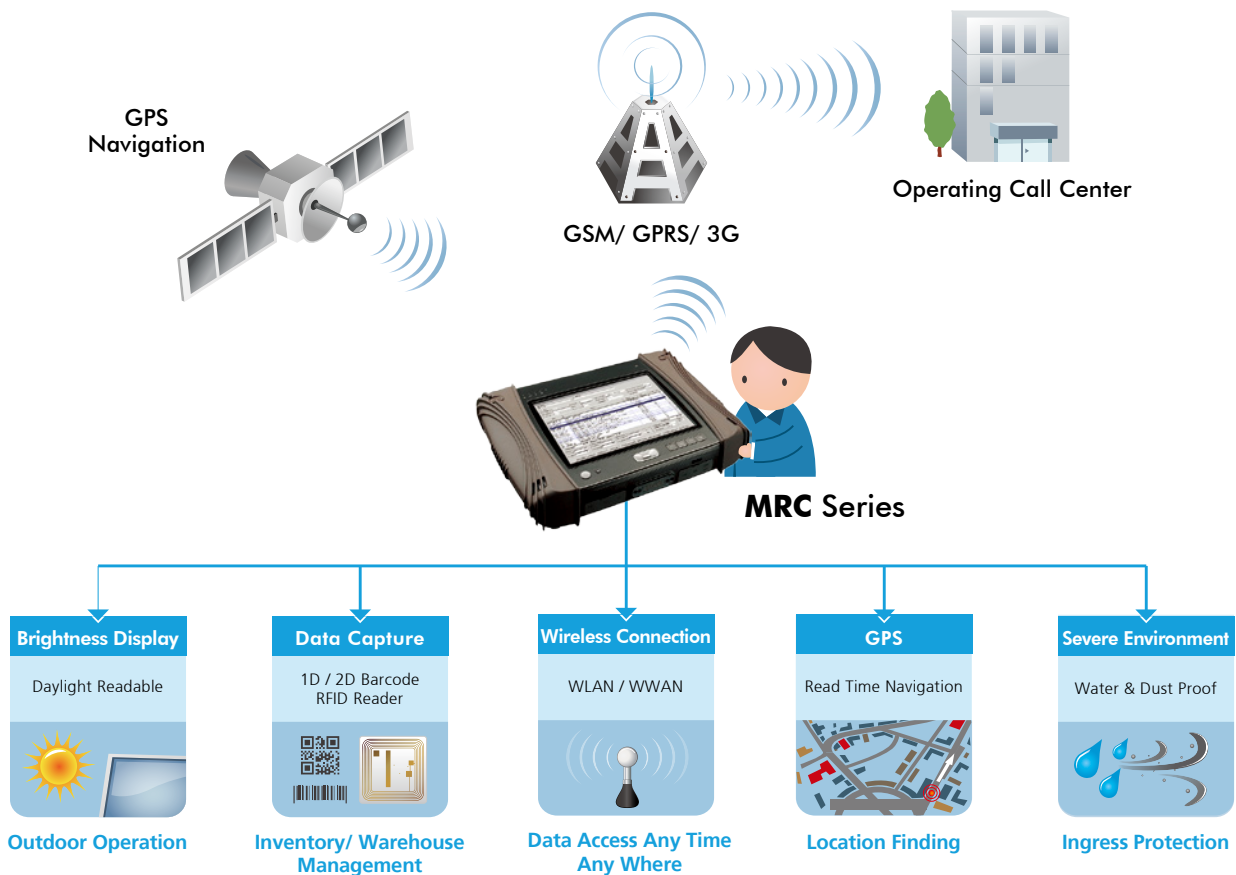 GPS
Navigation
GSM/ GPRS/ 3G
Operating Call Center
MRC Series
Brightness Display
Daylight Readable
Outdoor Operation
Data Capture
1D / 2D Barcode
RFID Reader
Inventory/ Warehouse
Management
Wireless Connection
WLAN / WWAN
Data Access Any Time
Any Where
GPS
Read Time Navigation
Location Finding
Severe Environment
Water & Dust Proof
Ingress Protection